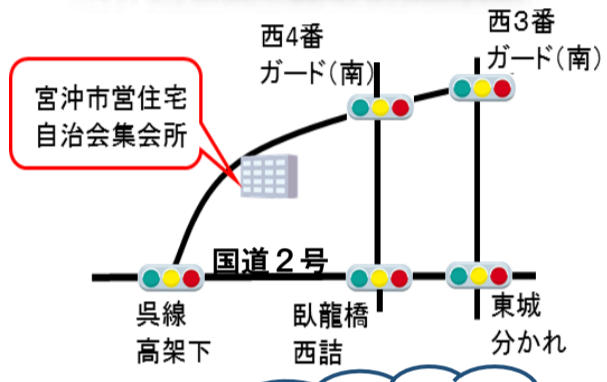 西3番
ガード(南)
西4番
ガード(南)
宮沖市営住宅
自治会集会所
国道2号
呉線
高架下
臥龍橋
西詰
東城
分かれ